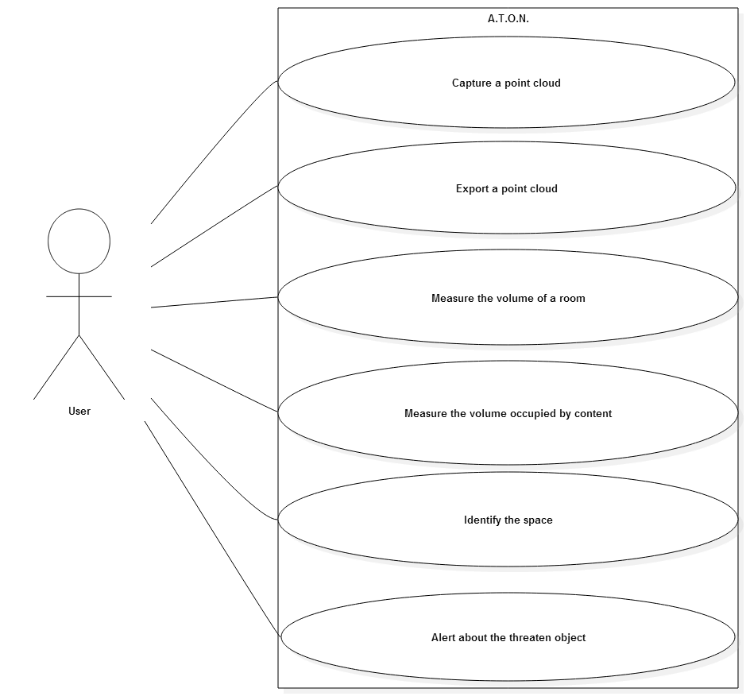 A.T.O.N.
Capture a point cloud
Export a point cloud
Measure the volume of a room
Measure the volume occupied by content
User
Identify the space
Alert about the threaten object